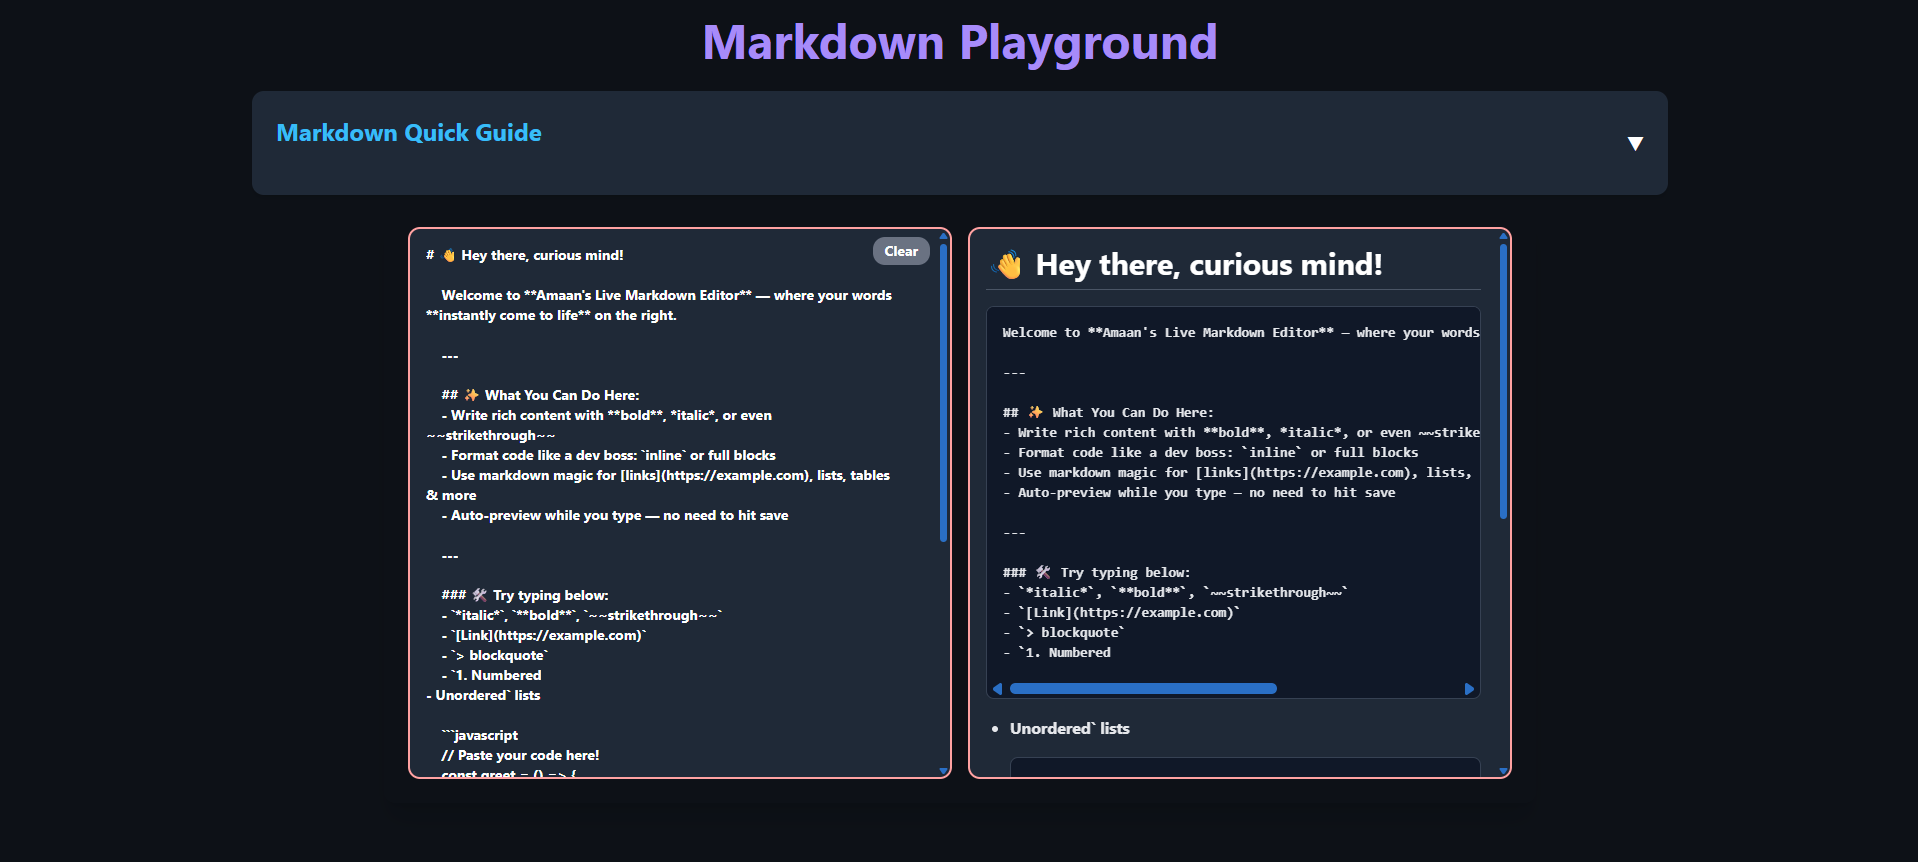 Markdown Playground
Markdown Quick Guide
▼
Clear
# 👋 Hey there, curious mind!
Welcome to **Amaan's Live Markdown Editor** — where your words
**instantly come to life** on the right.
---
## ✨ What You Can Do Here:
- Write rich content with **bold**, *italic*, or even
~~strikethrough~~
- Format code like a dev boss: `inline` or full blocks
- Use markdown magic for [links](https://example.com), lists, tables
& more
- Auto-preview while you type — no need to hit save
---
### 🛠 Try typing below:
- `*italic*`, `**bold**`, `~~strikethrough~~`
- `[Link](https://example.com)`
- `> blockquote`
- `1. Numbered
- Unordered` lists
```javascript
// Paste your code here!
const greet = () => {
👋 Hey there, curious mind!
Welcome to **Amaan's Live Markdown Editor** — where your words
---
## ✨ What You Can Do Here:
- Write rich content with **bold**, *italic*, or even ~~strike
- Format code like a dev boss: `inline` or full blocks
- Use markdown magic for [links](https://example.com), lists,
- Auto-preview while you type — no need to hit save
---
### 🛠 Try typing below:
- `*italic*`, `**bold**`, `~~strikethrough~~`
- `[Link](https://example.com)`
- `> blockquote`
- `1. Numbered
• Unordered` lists